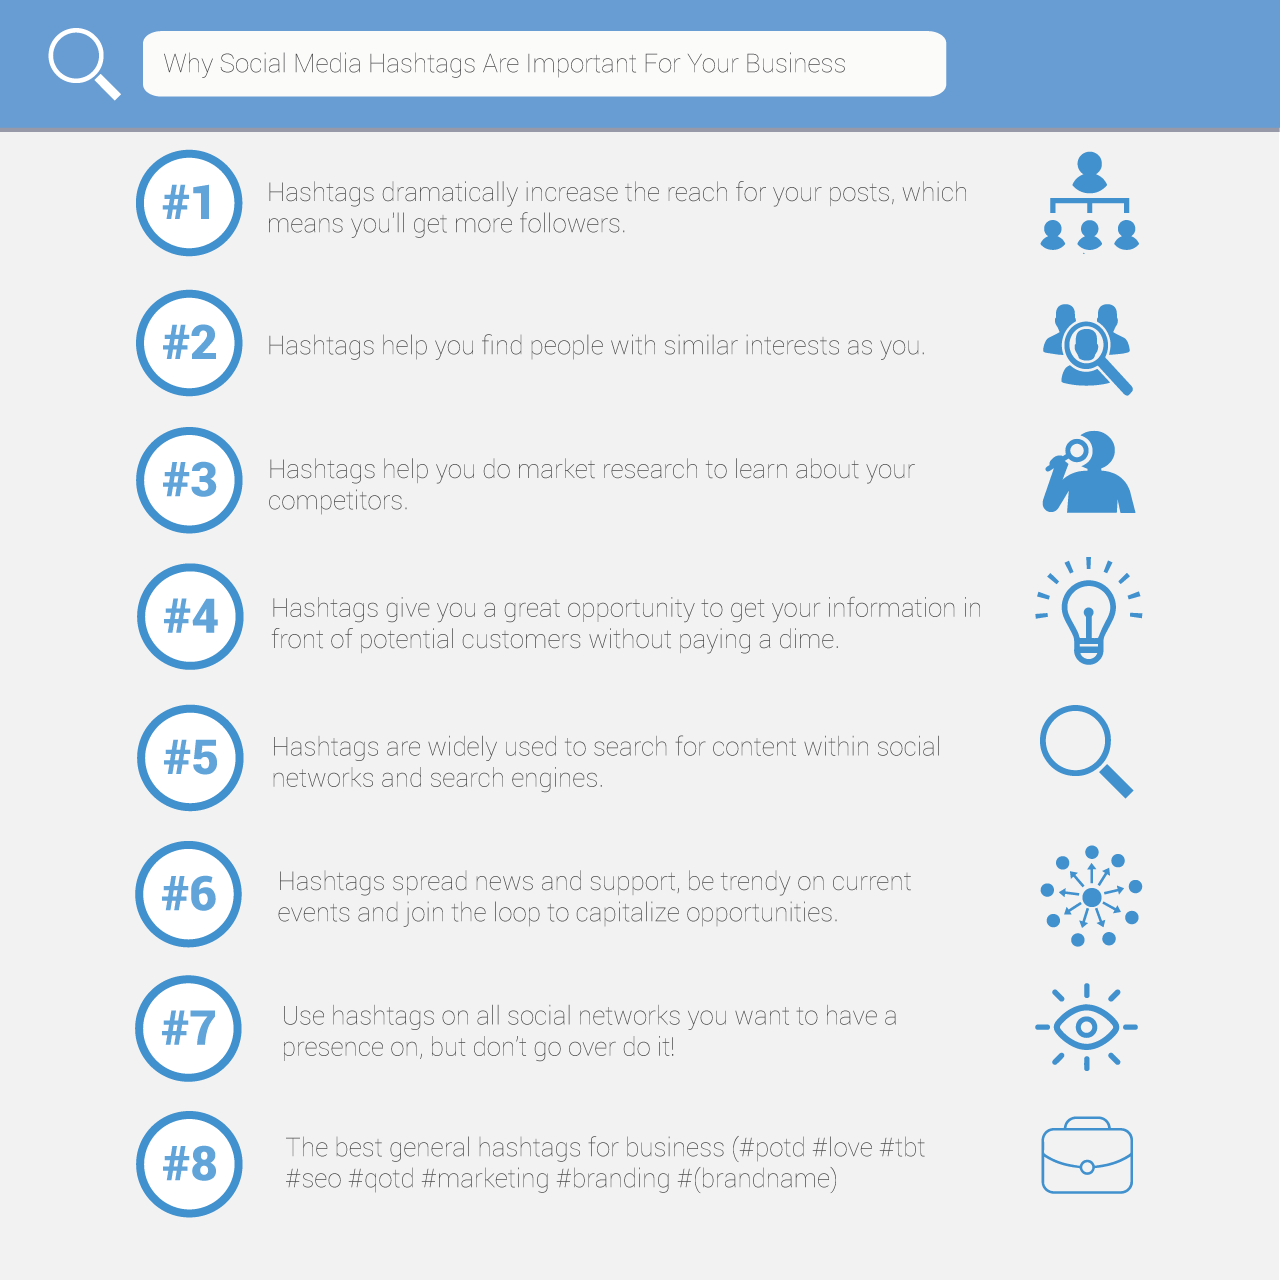 Why Social Media Hashtags Are Important For Your Business
#1
Hashtags dramatically increase the reach for your posts, which
means you'll get more followers.
#2
Hashtags help you find people with similar interests as you.
#3
Hashtags help you do market research to learn about your
competitors.
#4
Hashtags give you a great opportunity to get your information in
front of potential customers without paying a dime.
#5
Hashtags are widely used to search for content within social
networks and search engines.
#6
Hashtags spread news and support, be trendy on current
events and join the loop to capitalize opportunities.
#7
Use hashtags on all social networks you want to have a
presence on, but don’t go over do it!
#8
The best general hashtags for business (#potd #love #tbt
#seo #qotd #marketing #branding #(brandname)